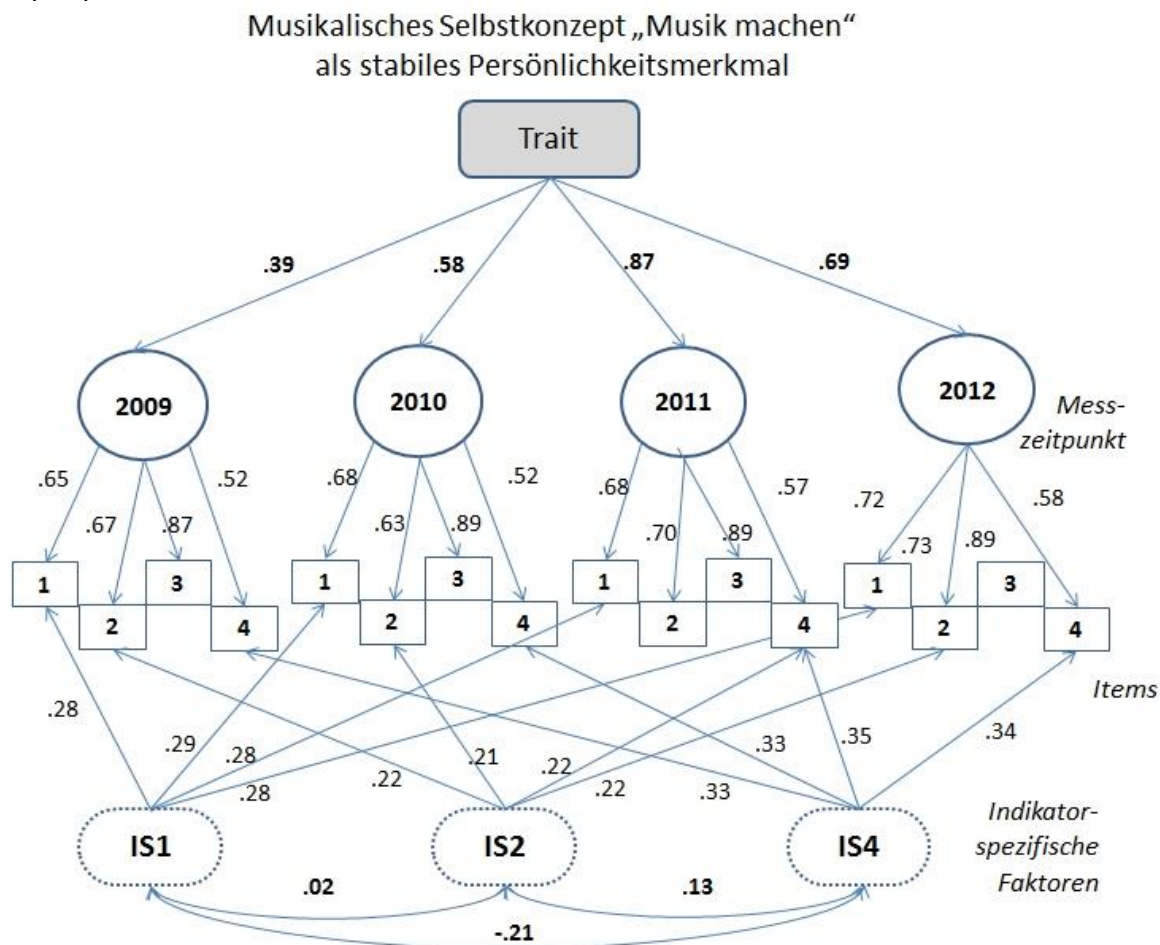 Musikalisches Selbstkonzept „Musik machen“
als stabiles Persönlichkeitsmerkmal
Trait
.39 .58 .87 .69
2009 2010 2011 2012
Mess-
zeitpunkt
.65 .52 .68 .52 .68 .57 .72 .58
.67 .87 .63 .89 .70 .89 .73 .89
1 3 1 3 1 3 1 3
2 4 2 4 2 4 2 4
Items
.28 .29 .28 .21 .22 .33 .35 .34
.28 .22 .22 .33
IS1 IS2 IS4
Indikator-
spezifische
Faktoren
.02 .13
-.21